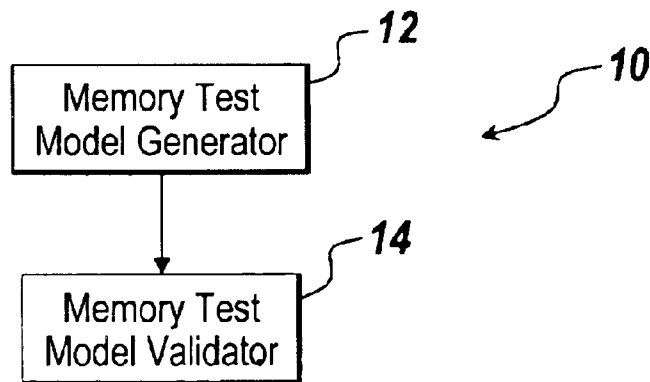 12
10
Memory Test
Model Generator
14
Memory Test
Model Validator